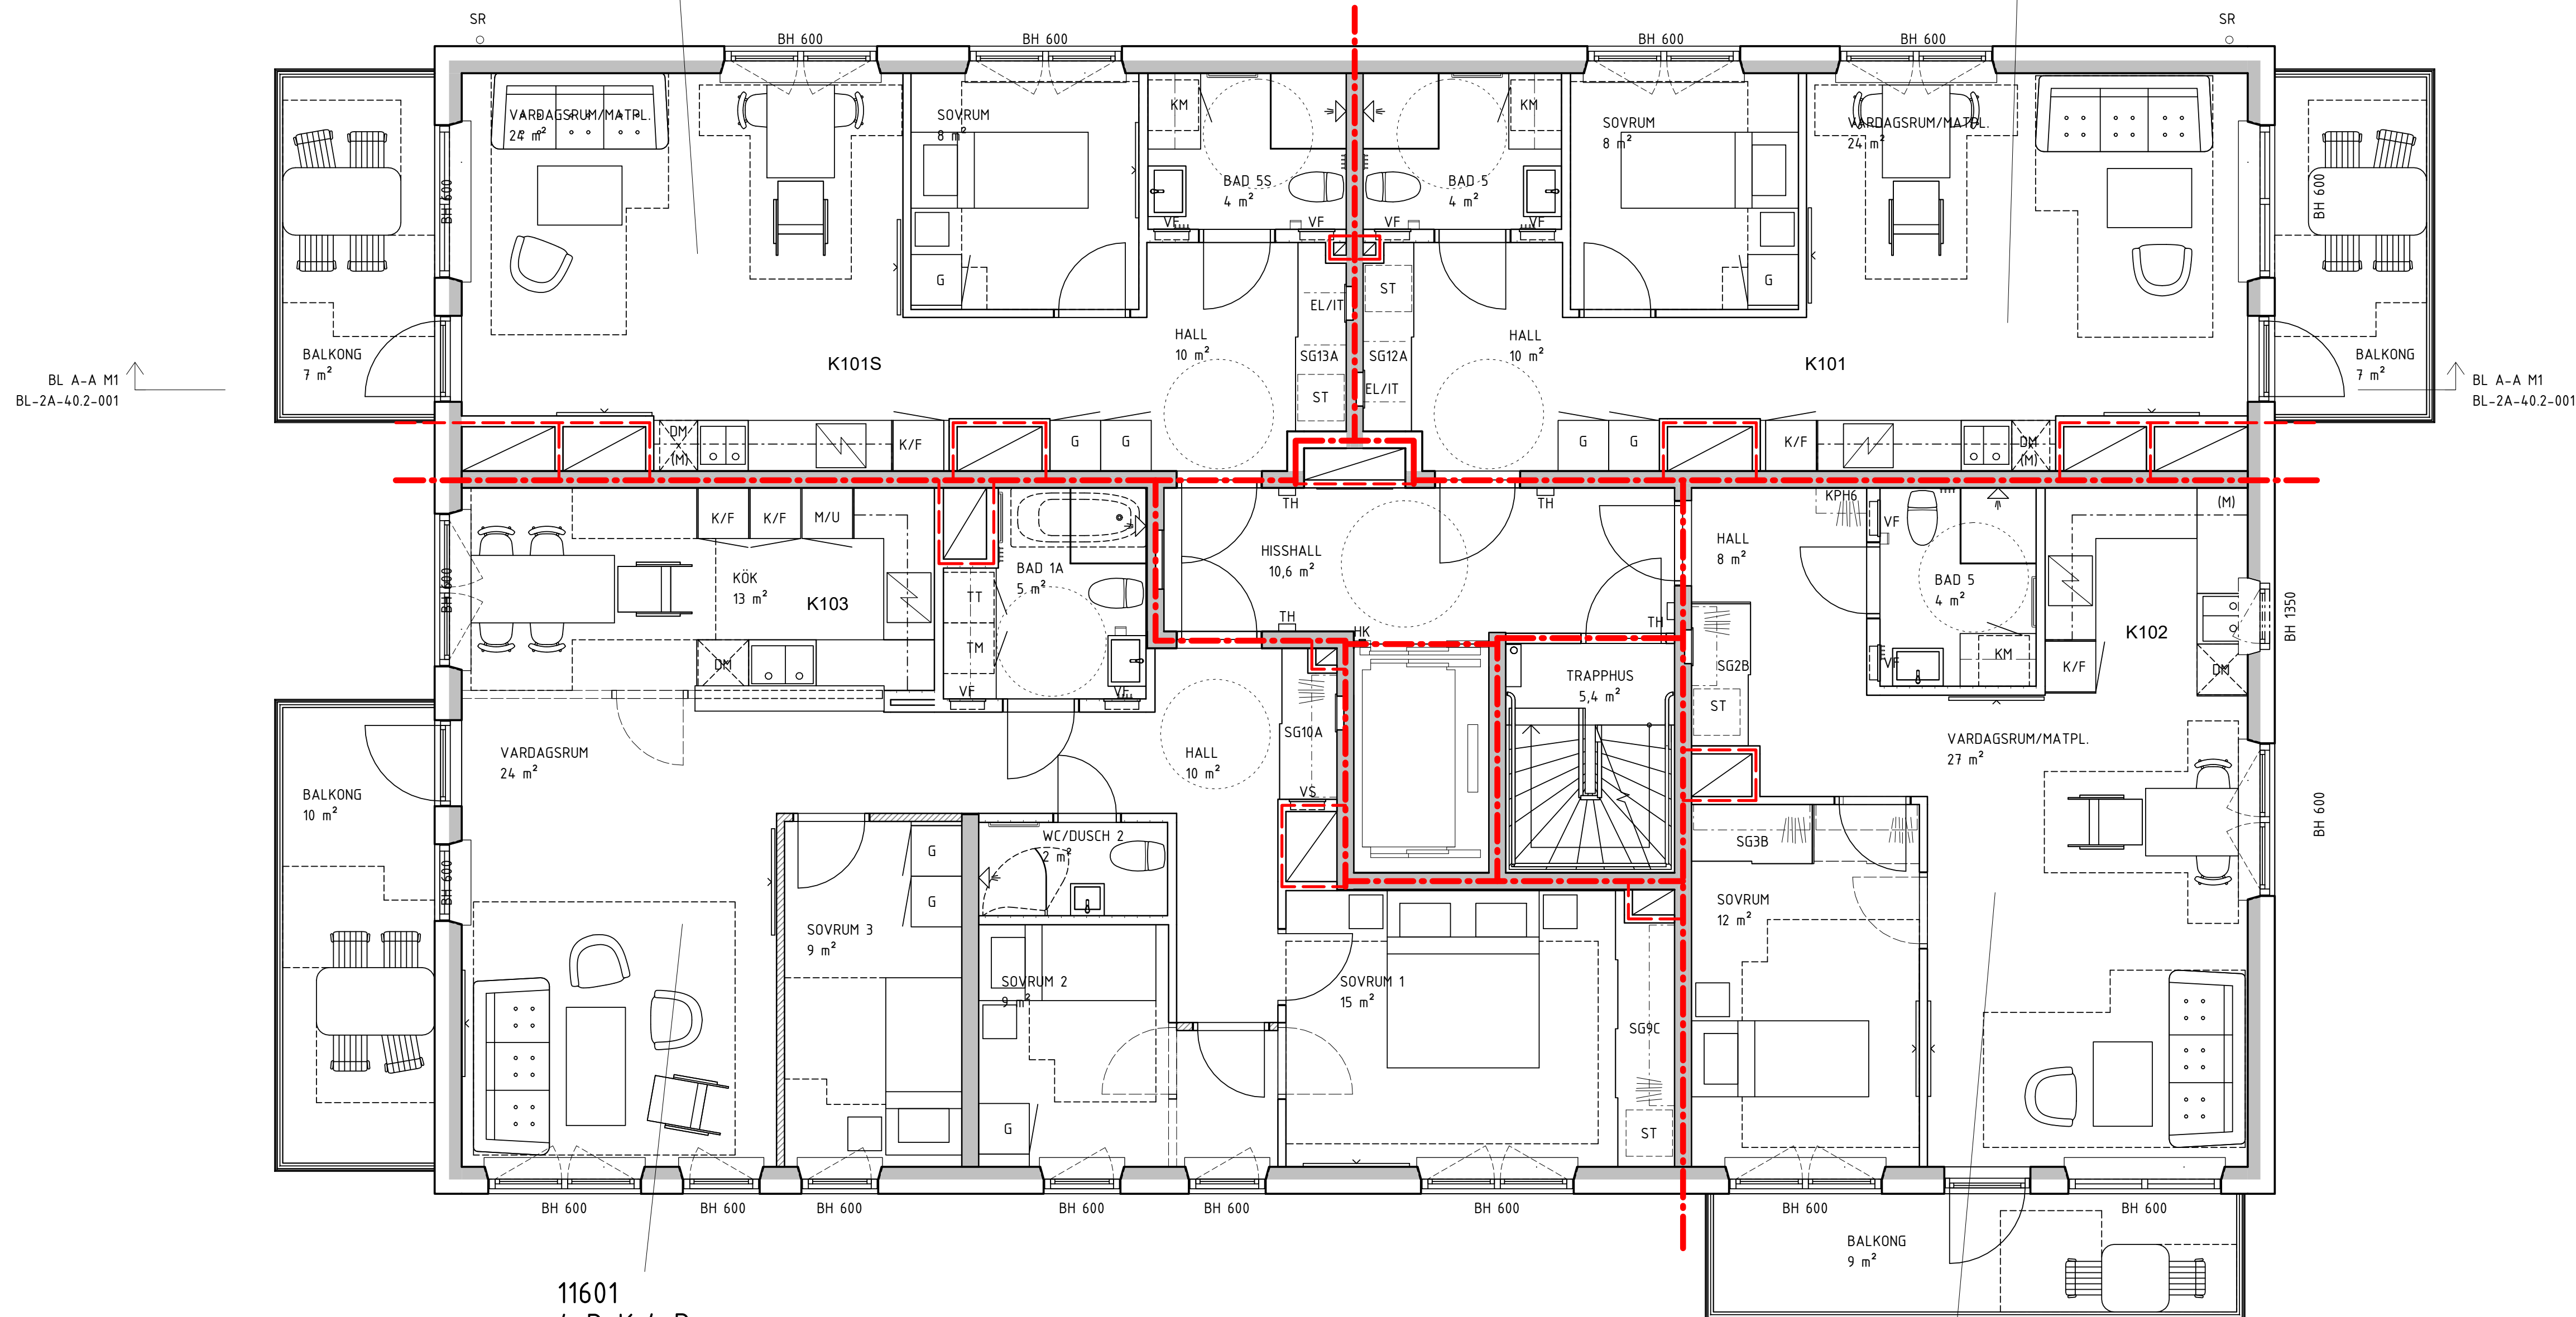 SR
SR
BH 600
BH 600
BH 600
BH 600
VARDAGSRUM/MATPL.
24 m²
SOVRUM
8 m²
KM
KM
SOVRUM
8 m²
VARDAGSRUM/MATPL.
24 m²
BH 600
BAD 5S
4 m²
BAD 5
4 m²
BH 600
VF
VF
VF
VF
G
EL/IT
ST
G
BALKONG
7 m²
K101S
HALL
10 m²
SG13A
SG12A
HALL
10 m²
K101
BALKONG
7 m²
BL A-A M1
BL-2A-40.2-001
ST
EL/IT
BL A-A M1
BL-2A-40.2-001
DM
(M)
K/F
G
G
G
G
K/F
DM
(M)
K/F
K/F
M/U
TH
TH
KPH6
(M)
VF
HISSHALL
10,6 m²
HALL
8 m²
BH 600
KÖK
13 m²
K103
BAD 1A
5 m²
TT
BAD 5
4 m²
BH 1350
TH
HK
TH
K102
DM
TM
VF
VF
TRAPPHUS
5,4 m²
SG2B
ST
VF
KM
K/F
DM
VARDAGSRUM
24 m²
HALL
10 m²
SG10A
VS
VARDAGSRUM/MATPL.
27 m²
BALKONG
10 m²
BH 600
WC/DUSCH 2
2 m²
G
G
SG3B
BH 600
SOVRUM 3
9 m²
SOVRUM
12 m²
SOVRUM 2
9 m²
SOVRUM 1
15 m²
SG9C
G
ST
BH 600
BH 600
BH 600
BH 600
BH 600
BH 600
BH 600
BH 600
BALKONG
9 m²
11601